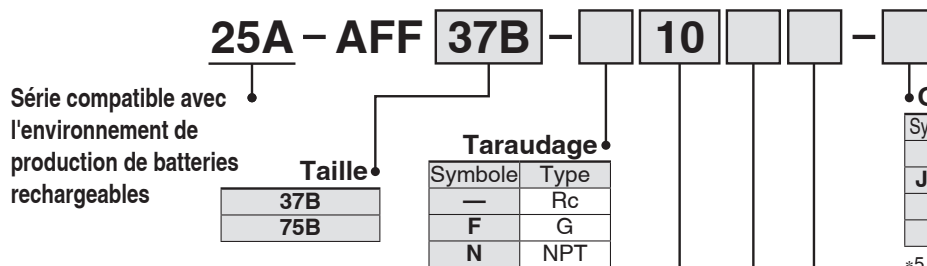 25A – AFF 37B – 10 –
Série compatible avec
l'environnement de
production de batteries
rechargeables
Taille
37B
75B
Taraudage
Symbole Type
— Rc
F G
N NPT
J
*5